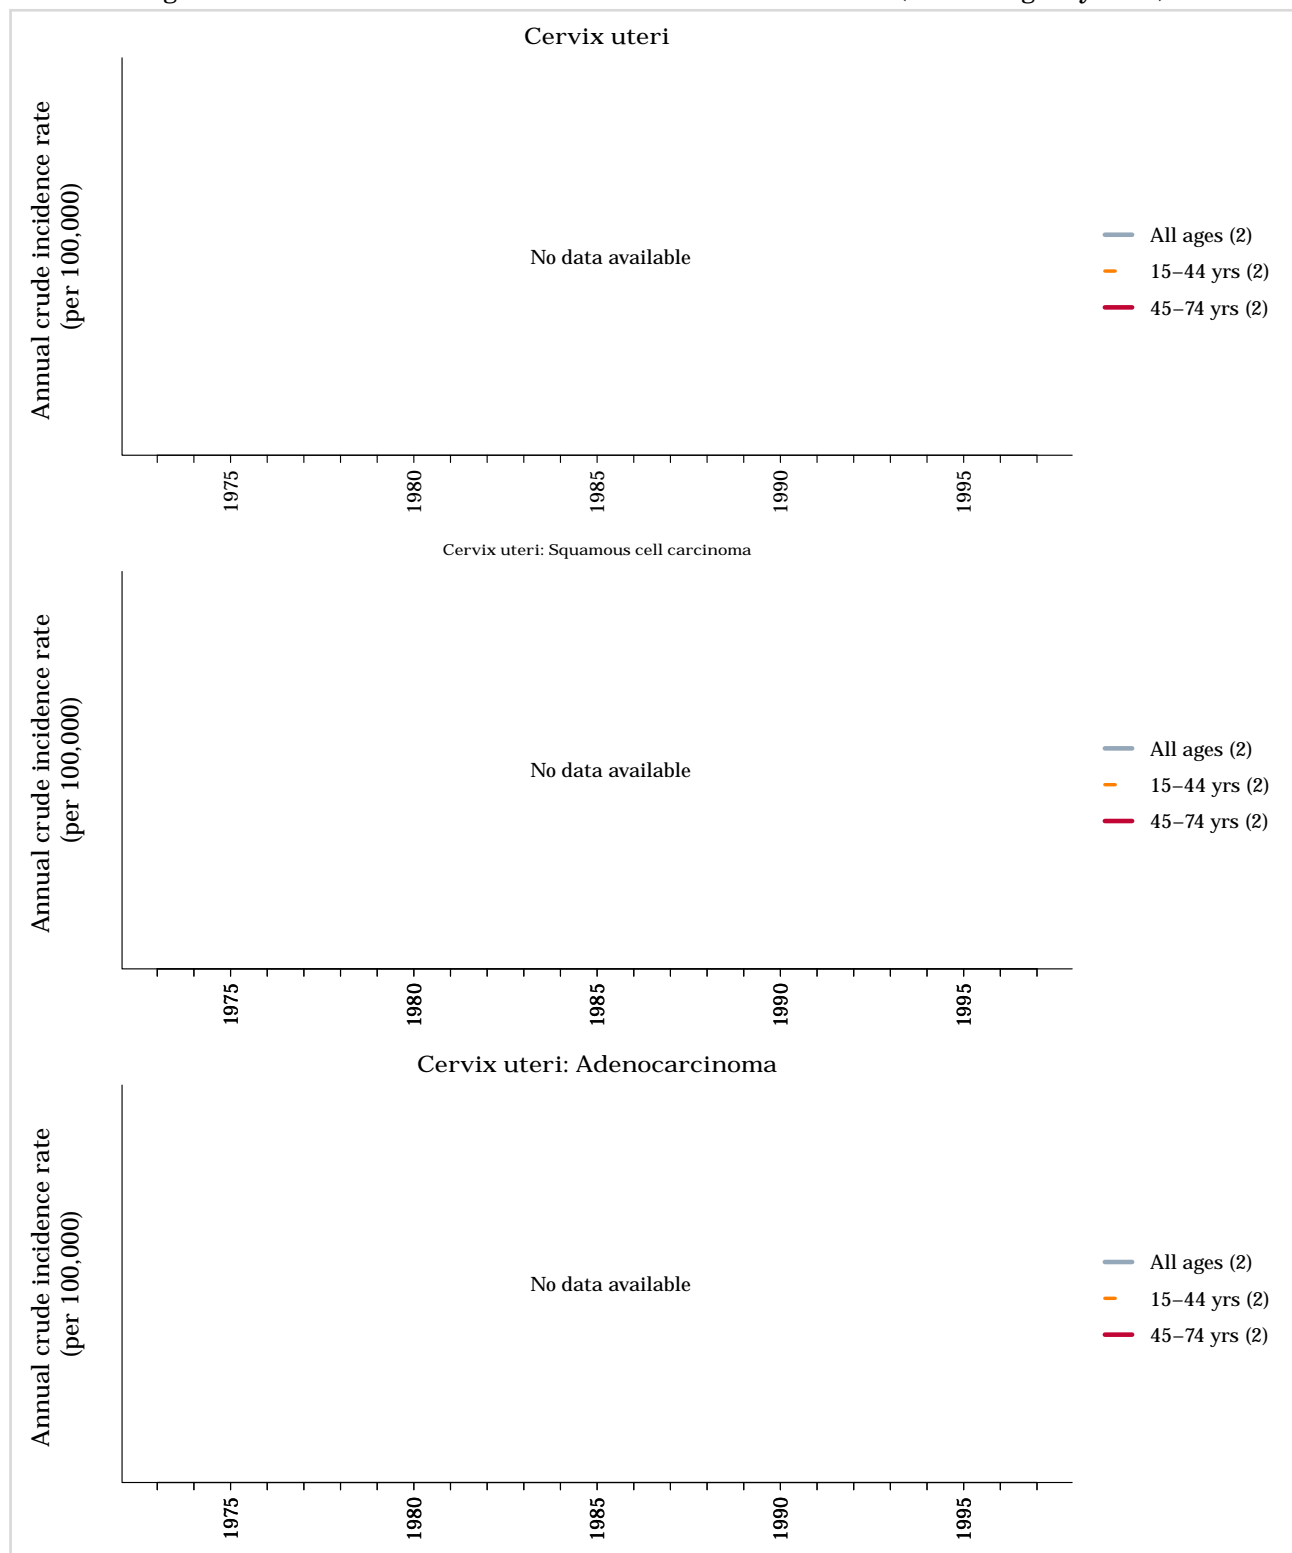 Cervix uteri
Annual crude incidence rate
(per 100,000)
No data available
All ages (2)
15–44 yrs (2)
45–74 yrs (2)
1975
1980
1985
1990
1995
Cervix uteri: Squamous cell carcinoma
Annual crude incidence rate
(per 100,000)
No data available
All ages (2)
15–44 yrs (2)
45–74 yrs (2)
1975
1980
1985
1990
1995
Cervix uteri: Adenocarcinoma
Annual crude incidence rate
(per 100,000)
No data available
All ages (2)
15–44 yrs (2)
45–74 yrs (2)
1975
1980
1985
1990
1995